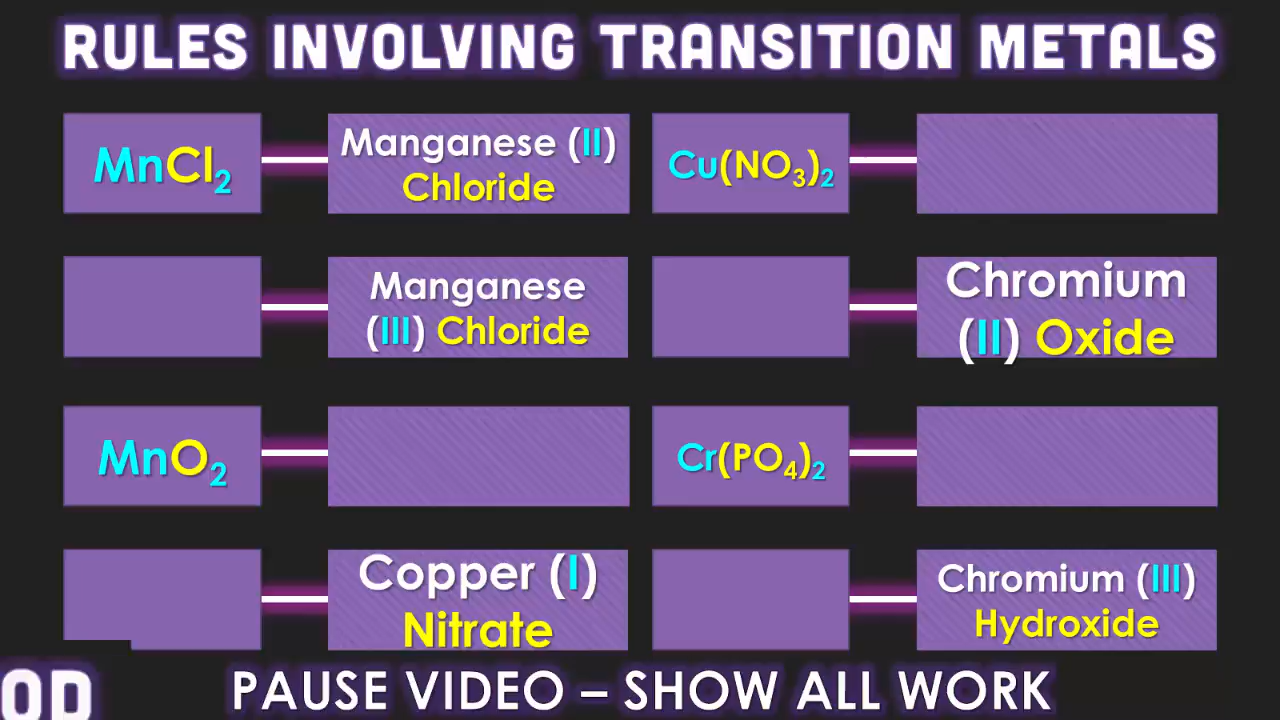 RULES INVOLVING TRANSITION METALS
MnCl₂
Manganese (II)
Chloride
Cu(NO₃)₂
Manganese
(III) Chloride
Chromium
(II) Oxide
MnO₂
Cr(PO₄)₂
Copper (I)
Nitrate
Chromium (III)
Hydroxide
OD
PAUSE VIDEO – SHOW ALL WORK